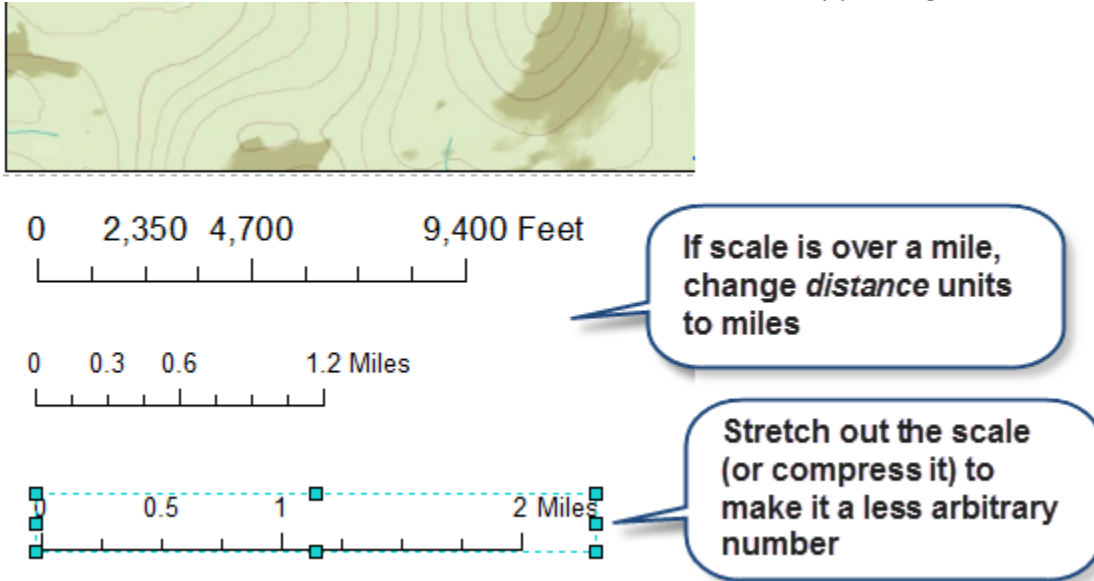 0 2,350 4,700 9,400 Feet
If scale is over a mile,
change distance units
to miles
0 0.3 0.6 1.2 Miles
Stretch out the scale
(or compress it) to
make it a less arbitrary
number
0 0.5 1 2 Miles